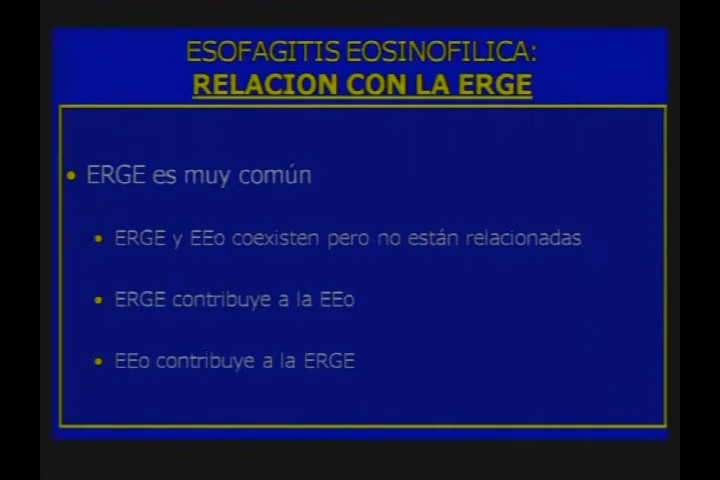 ESOFAGITIS EOSINOFILICA:
RELACION CON LA ERGE
• ERGE es muy común
• ERGE y EEo coexisten pero no están relacionadas
• ERGE contribuye a la EEo
• EEo contribuye a la ERGE